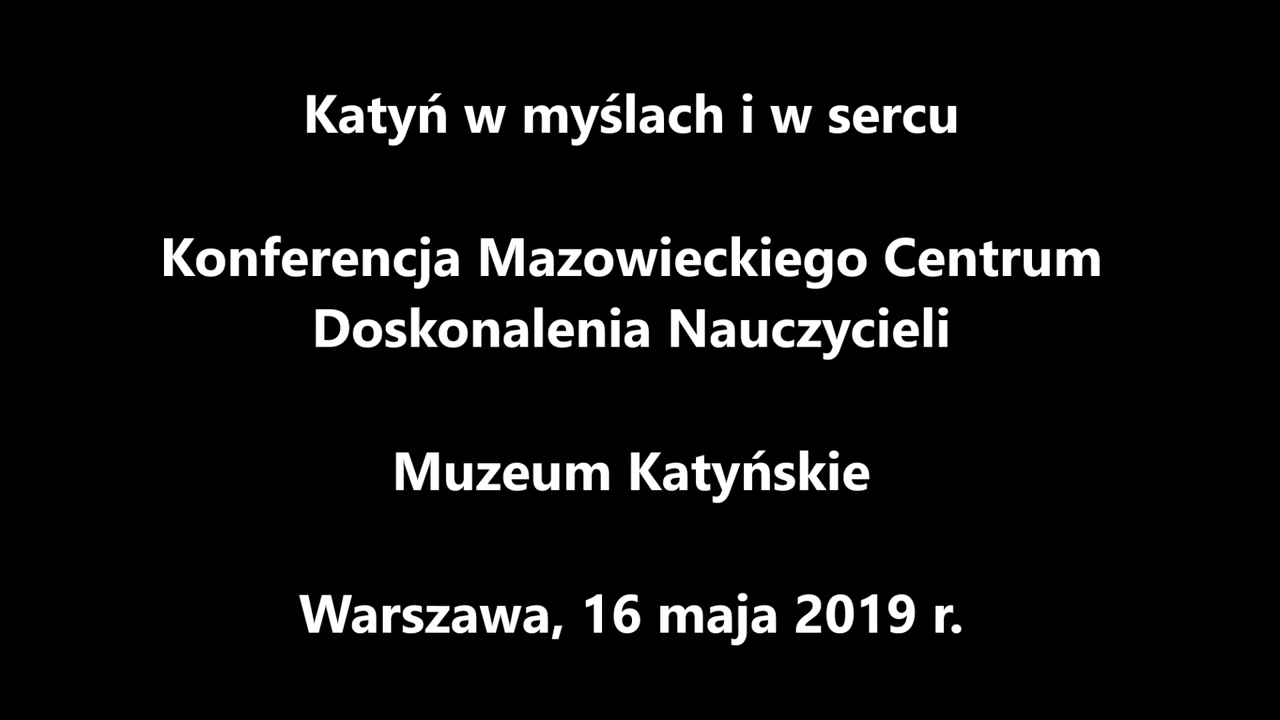 Katyń w myślach i w sercu
Konferencja Mazowieckiego Centrum
Doskonalenia Nauczycieli
Muzeum Katyńskie
Warszawa, 16 maja 2019 r.